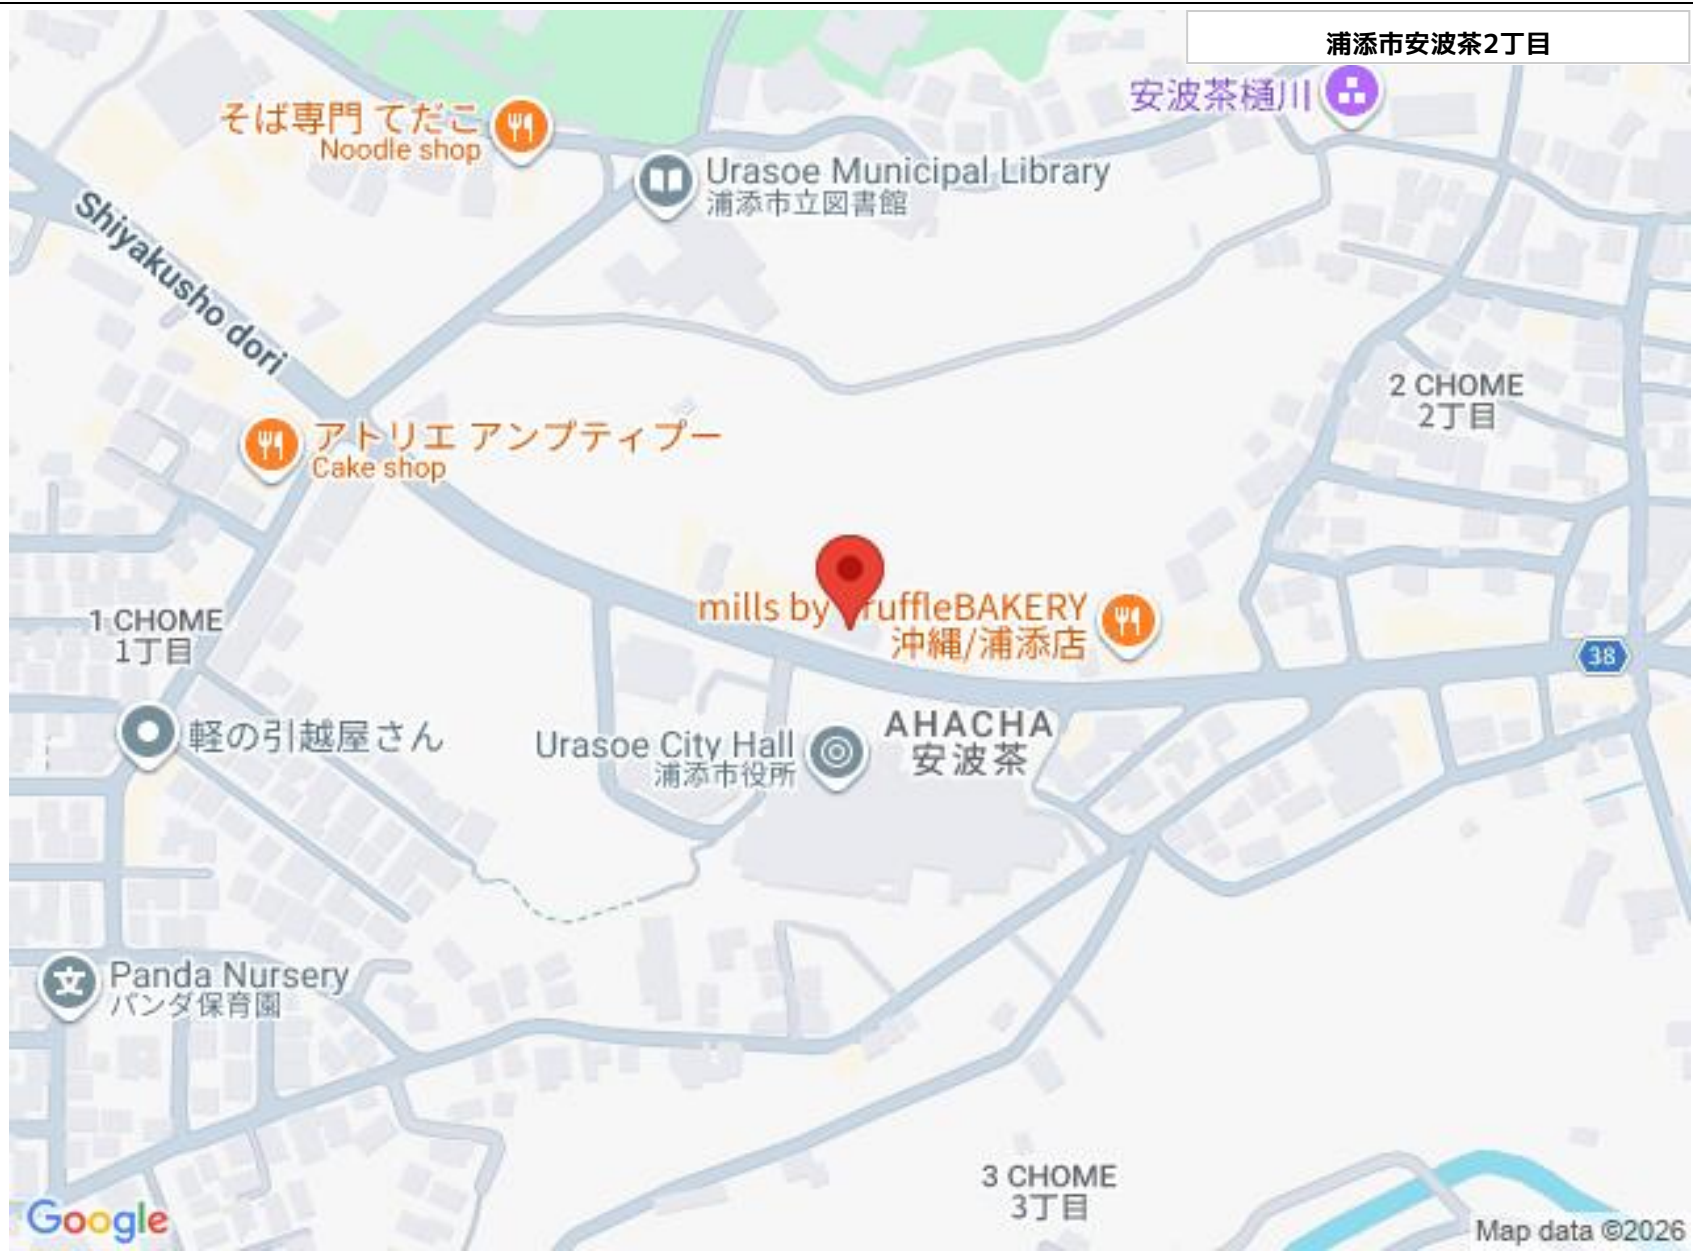 浦添市安波茶2丁目
安波茶樋川
そば専門 てだこ
Noodle shop
Urasoe Municipal Library
浦添市立図書館
Shiyakusho dori
2 CHOME
2丁目
アトリエ アンプティプー
Cake shop
mills by ruffleBAKERY
沖縄/浦添店
1 CHOME
1丁目
38
軽の引越屋さん
Urasoe City Hall
浦添市役所
AHACHA
安波茶
Panda Nursery
パンダ保育園
3 CHOME
3丁目
Google
Map data ©2026